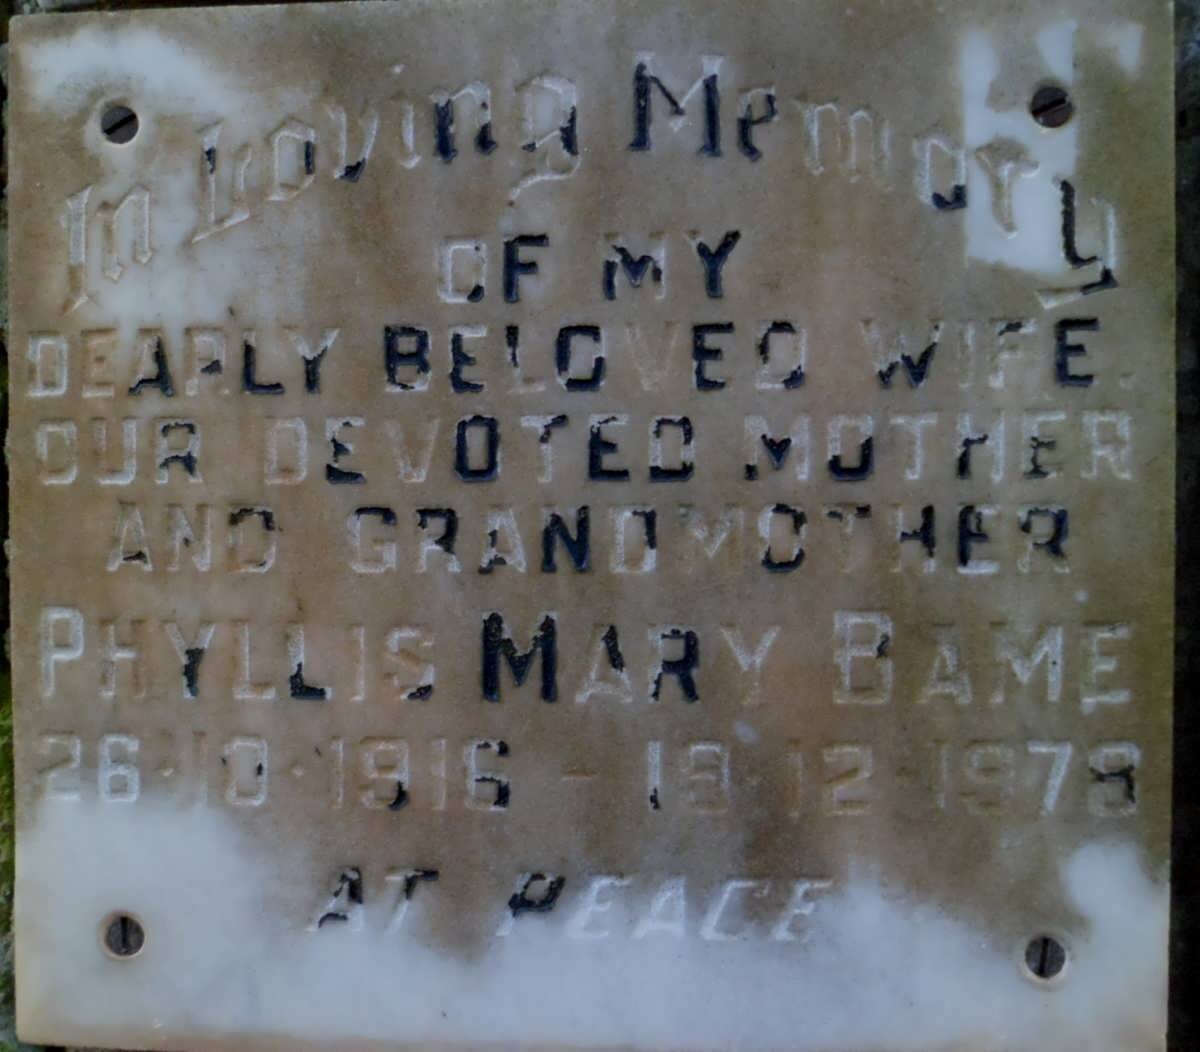 In Loving Memory
OF MY
DEARLY BELOVED WIFE.
OUR DEVOTED MOTHER
AND GRANDMOTHER
PHYLLIS MARY BAME
26·10·1916 - 18·12·1978
AT PEACE